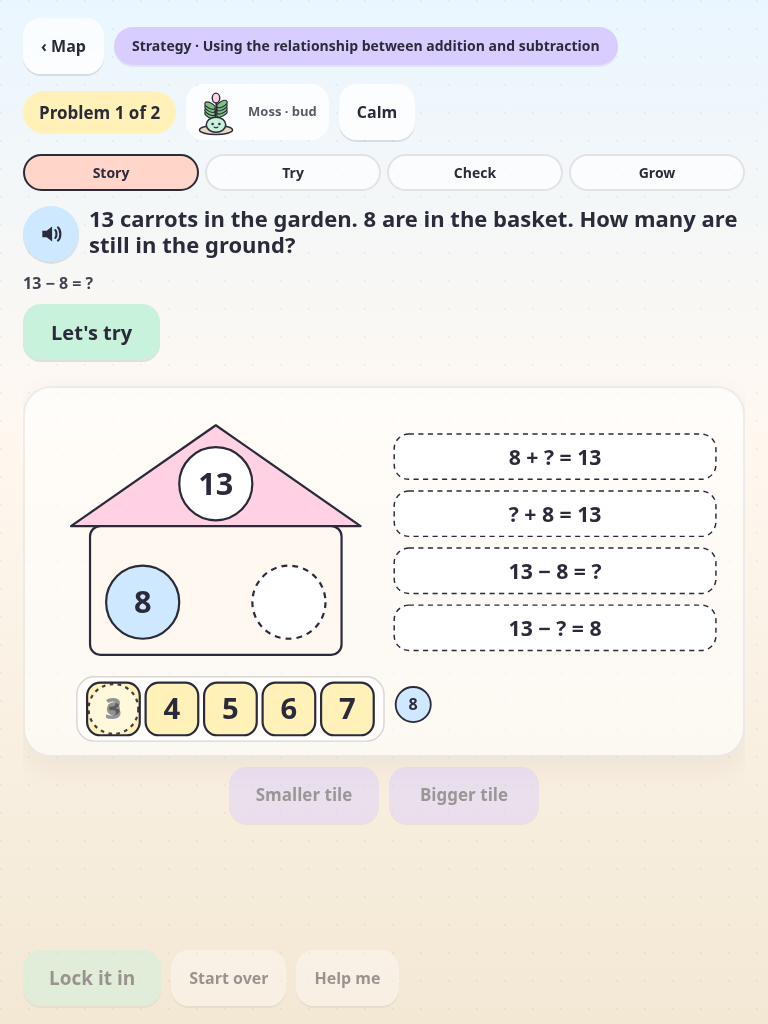 ‹ Map
Strategy · Using the relationship between addition and subtraction
Problem 1 of 2
Moss · bud
Calm
Story
Try
Check
Grow
13 carrots in the garden. 8 are in the basket. How many are
still in the ground?
13 − 8 = ?
Let's try
13
8
8 + ? = 13
? + 8 = 13
13 − 8 = ?
13 − ? = 8
3 4 5 6 7
8
Smaller tile
Bigger tile
Lock it in
Start over
Help me